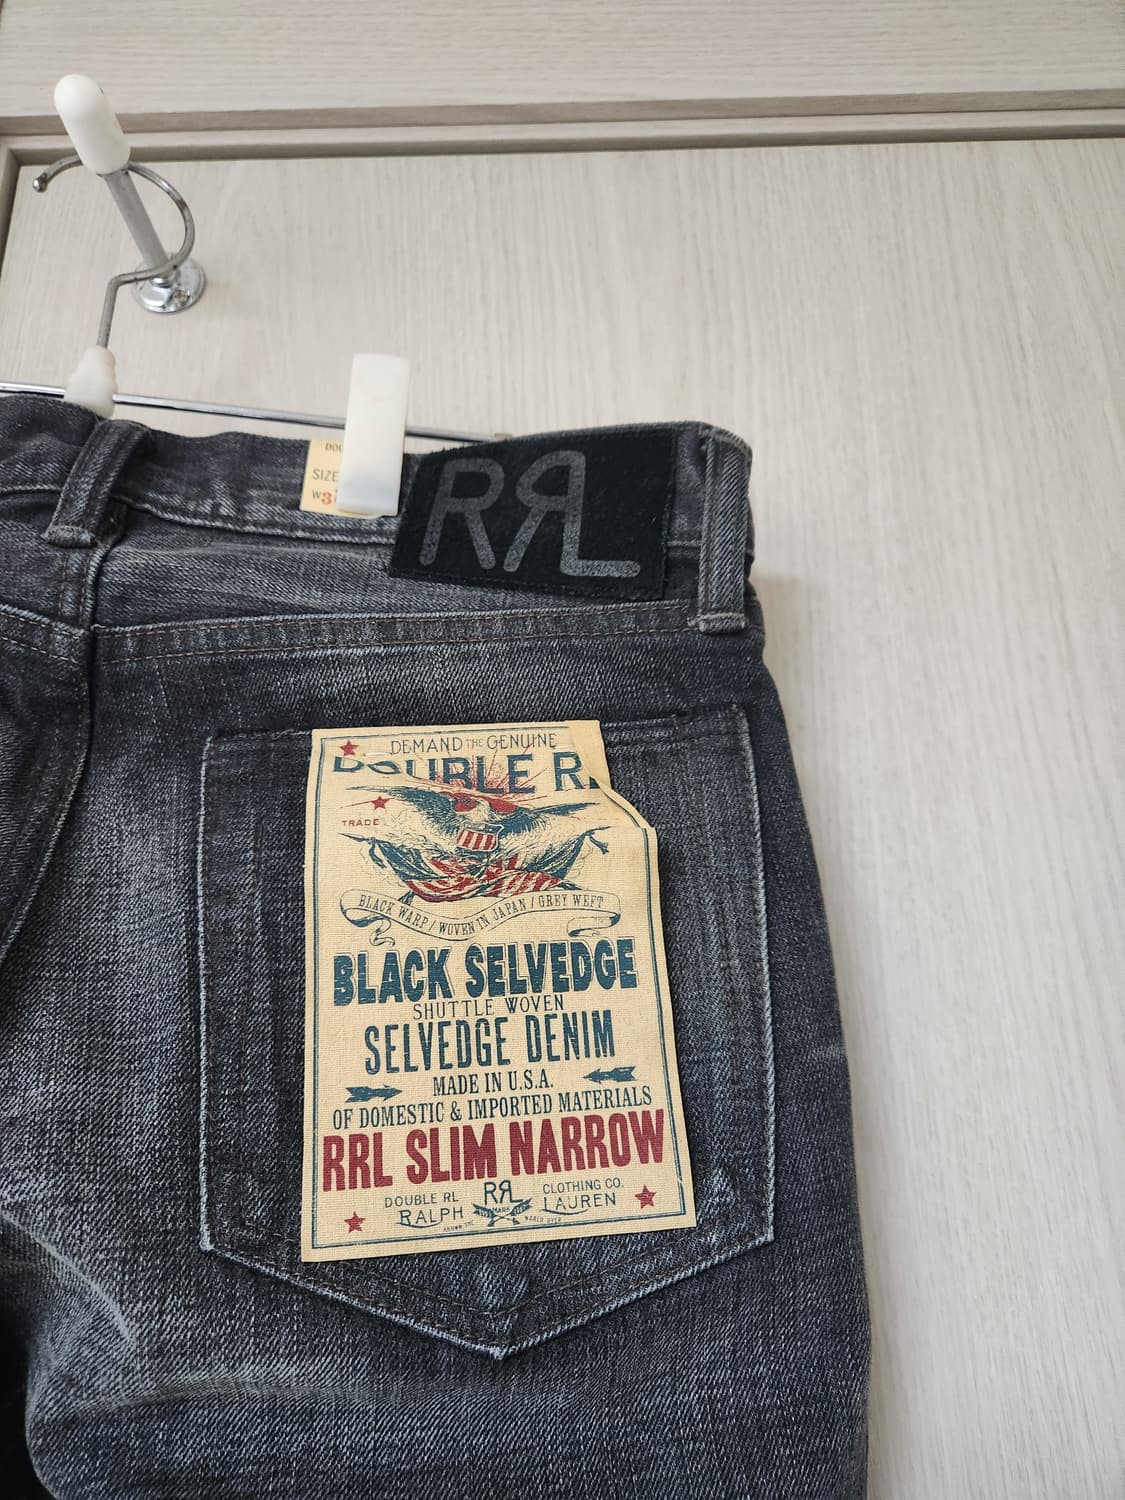 SIZE
W3
RRL
DEMAND THE GENUINE
DOUBLE R
TRADE
BLACK WARP / WOVEN IN JAPAN / GREY WEFT
BLACK SELVEDGE
SHUTTLE WOVEN
SELVEDGE DENIM
MADE IN U.S.A.
OF DOMESTIC & IMPORTED MATERIALS
RRL SLIM NARROW
DOUBLE RL RRL CLOTHING CO.
RALPH LAUREN